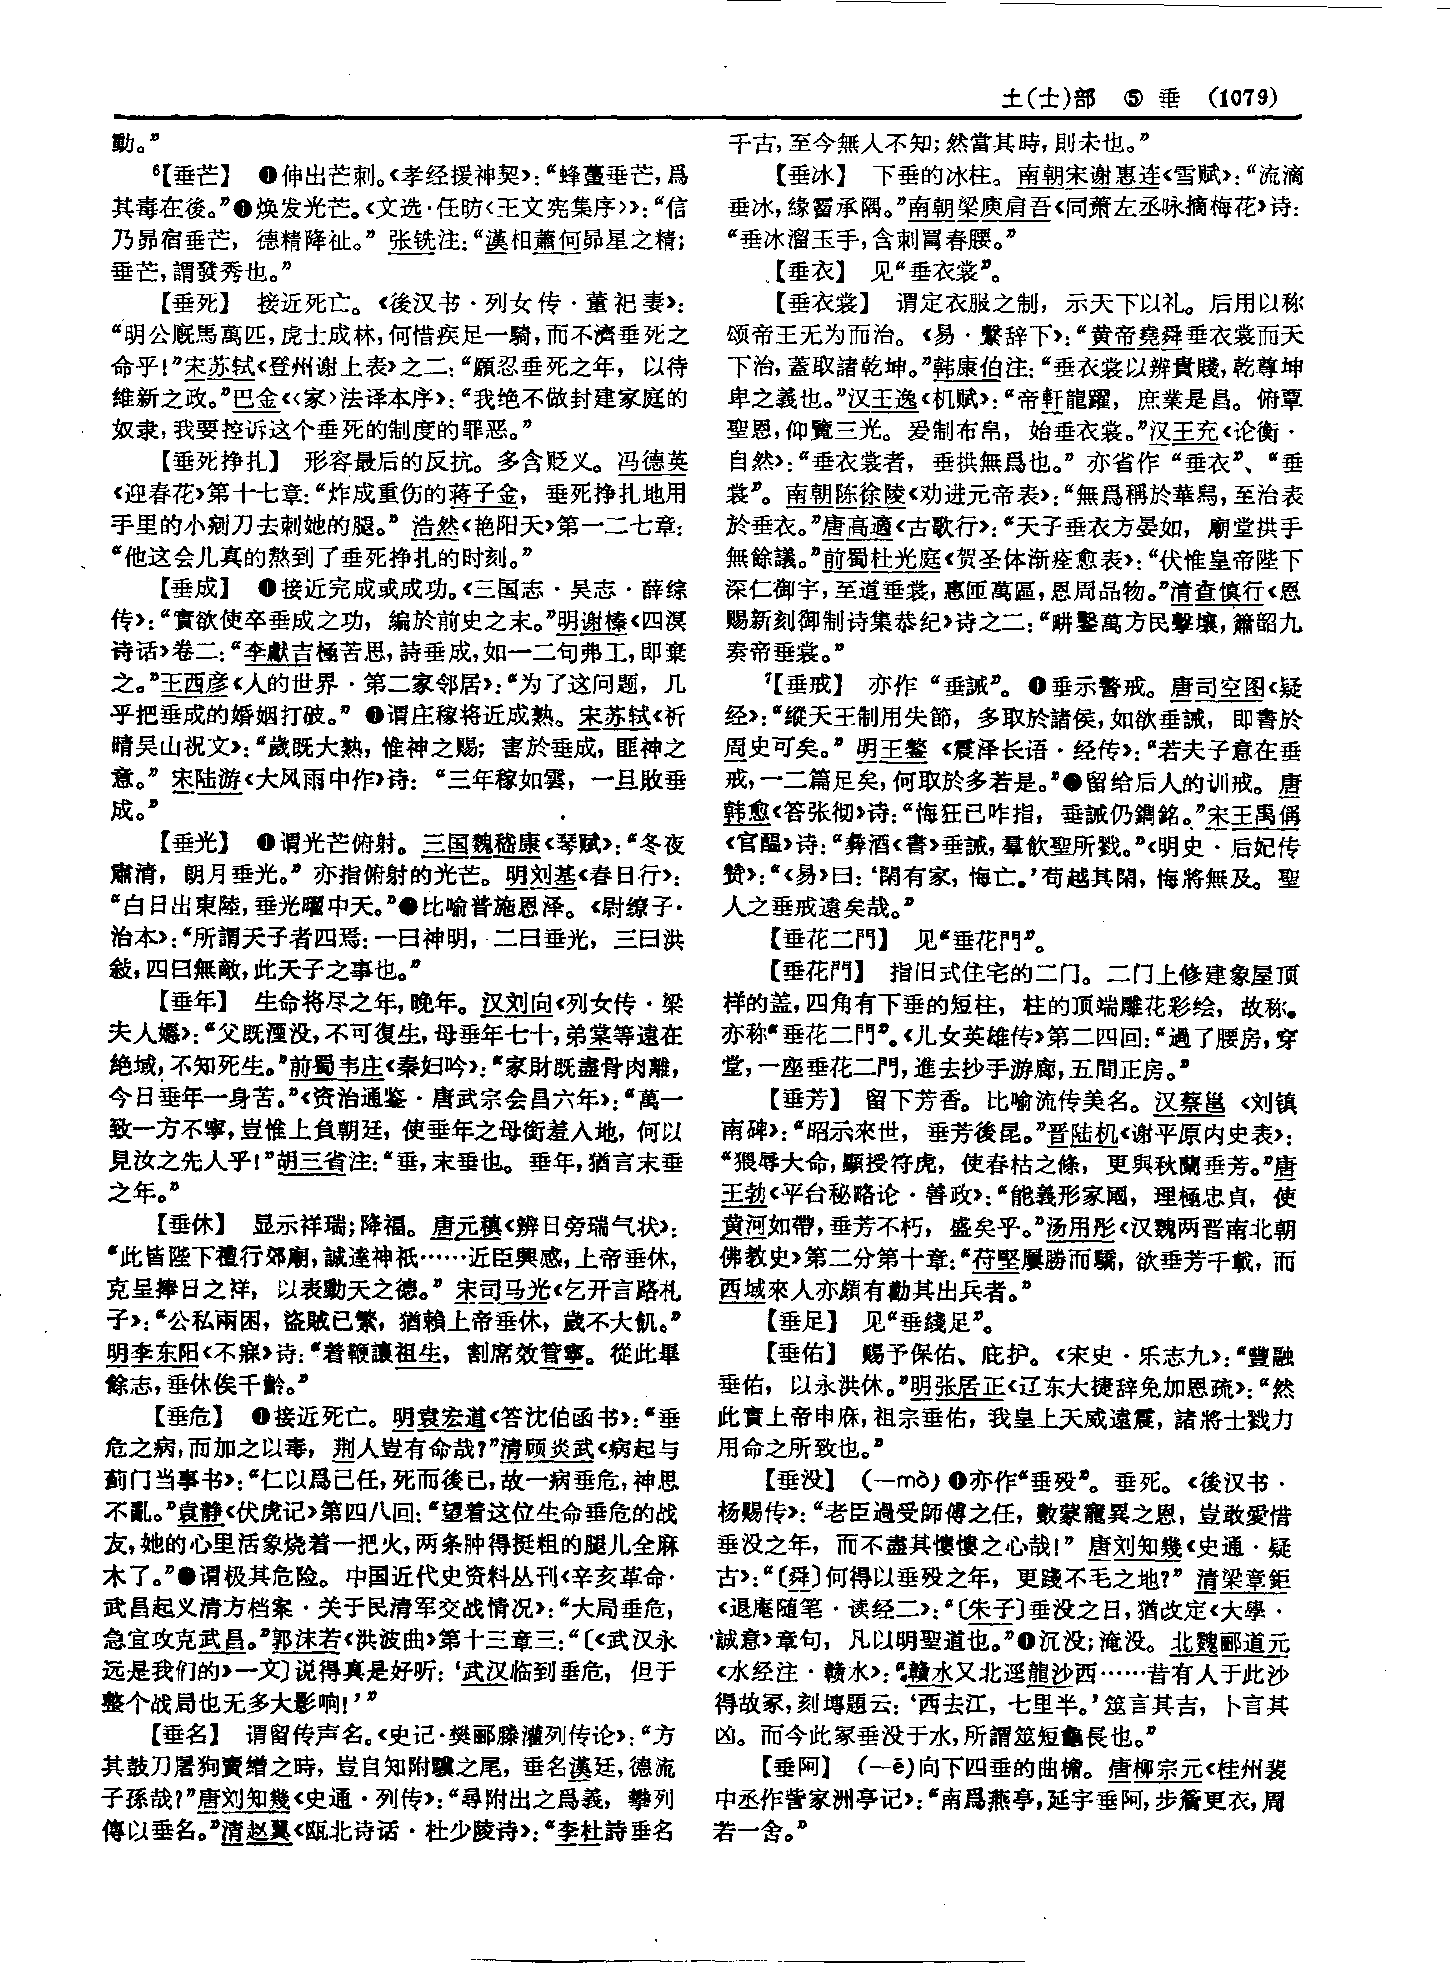 土(士)部 ⑤ 垂 (1079)
動。”
⁶【垂芒】 ❶伸出芒刺。《孝经援神契》：“蜂蠆垂芒，爲
其毒在後。”❷焕发光芒。《文选·任昉〈王文宪集序〉》：“信
乃昴宿垂芒，德精降祉。” 张铣注：“漢相蕭何昴星之精；
垂芒，謂發秀也。”
【垂死】 接近死亡。《後汉书·列女传·董祀妻》：
“明公廐馬萬匹，虎士成林，何惜疾足一騎，而不濟垂死之
命乎！”宋苏轼《登州谢上表》之二：“願忍垂死之年，以待
维新之政。”巴金《〈家〉法译本序》：“我绝不做封建家庭的
奴隶，我要控诉这个垂死的制度的罪恶。”
【垂死挣扎】 形容最后的反抗。多含贬义。冯德英
《迎春花》第十七章：“炸成重伤的蒋子金，垂死挣扎地用
手里的小剜刀去刺她的腿。” 浩然《艳阳天》第一二七章：
“他这会儿真的熬到了垂死挣扎的时刻。”
【垂成】 ❶接近完成或成功。《三国志·吴志·薛综
传》：“實欲使卒垂成之功，编於前史之末。”明谢榛《四溟
诗话》卷二：“李獻吉極苦思，詩垂成，如一二句弗工，即棄
之。”王西彦《人的世界·第二家邻居》：“为了这问题，几
乎把垂成的婚姻打破。” ❷谓庄稼将近成熟。宋苏轼《祈
晴吴山祝文》：“歲既大熟，惟神之赐；害於垂成，匪神之
意。” 宋陆游《大风雨中作》诗：“三年稼如雲，一旦敗垂
成。”
【垂光】 ❶谓光芒俯射。三国魏嵇康《琴赋》：“冬夜
肅清，朗月垂光。” 亦指俯射的光芒。明刘基《春日行》：
“白日出東陸，垂光曜中天。”❷比喻普施恩泽。《尉缭子·
治本》：“所謂天子者四焉：一曰神明，二曰垂光，三曰洪
敍，四曰無敵，此天子之事也。”
【垂年】 生命将尽之年，晚年。汉刘向《列女传·梁
夫人嫕》：“父既湮没，不可復生，母垂年七十，弟棠等遠在
绝域，不知死生。”前蜀韦庄《秦妇吟》：“家財既盡骨肉離，
今日垂年一身苦。”《资治通鉴·唐武宗会昌六年》：“萬一
致一方不寧，豈惟上負朝廷，使垂年之母銜羞入地，何以
見汝之先人乎！”胡三省注：“垂，末垂也。垂年，猶言末垂
之年。”
【垂休】 显示祥瑞；降福。唐元稹《辨日旁瑞气状》：
“此皆陛下禮行郊廟，誠達神祇……近臣興感，上帝垂休，
克呈捧日之祥，以表動天之德。” 宋司马光《乞开言路札
子》：“公私兩困，盜賊已繁，猶賴上帝垂休，歲不大飢。”
明李东阳《不寐》诗：“着鞭讓祖生，割席效管寧。從此畢
餘志，垂休俟千齡。”
【垂危】 ❶接近死亡。明袁宏道《答沈伯函书》：“垂
危之病，而加之以毒，荆人豈有命哉？”清顾炎武《病起与
蓟门当事书》：“仁以爲己任，死而後已，故一病垂危，神思
不亂。”袁静《伏虎记》第四八回：“望着这位生命垂危的战
友，她的心里活象烧着一把火，两条肿得挺粗的腿儿全麻
木了。”❷谓极其危险。中国近代史资料丛刊《辛亥革命·
武昌起义清方档案·关于民清军交战情况》：“大局垂危，
急宜攻克武昌。”郭沫若《洪波曲》第十三章三：“〔《武汉永
远是我们的》一文〕说得真是好听：‘武汉临到垂危，但于
整个战局也无多大影响！’”
【垂名】 谓留传声名。《史记·樊郦滕灌列传论》：“方
其鼓刀屠狗賣繒之時，豈自知附驥之尾，垂名漢廷，德流
子孫哉？”唐刘知幾《史通·列传》：“尋附出之爲義，攀列
傳以垂名。”清赵翼《瓯北诗话·杜少陵诗》：“李杜詩垂名
千古，至今無人不知；然當其時，則未也。”
【垂冰】 下垂的冰柱。南朝宋谢惠连《雪赋》：“流滴
垂冰，緣霤承隅。”南朝梁庾肩吾《同萧左丞咏摘梅花》诗：
“垂冰溜玉手，含刺罥春腰。”
【垂衣】 见“垂衣裳”。
【垂衣裳】 谓定衣服之制，示天下以礼。后用以称
颂帝王无为而治。《易·繫辞下》：“黄帝堯舜垂衣裳而天
下治，蓋取諸乾坤。”韩康伯注：“垂衣裳以辨貴賤，乾尊坤
卑之義也。”汉王逸《机赋》：“帝軒龍躍，庶業是昌。俯覃
聖恩，仰覽三光。爰制布帛，始垂衣裳。”汉王充《论衡·
自然》：“垂衣裳者，垂拱無爲也。” 亦省作“垂衣”、“垂
裳”。南朝陈徐陵《劝进元帝表》：“無爲稱於華舄，至治表
於垂衣。”唐高適《古歌行》：“天子垂衣方晏如，廟堂拱手
無餘議。”前蜀杜光庭《贺圣体渐痊愈表》：“伏惟皇帝陛下
深仁御宇，至道垂裳，惠匝萬區，恩周品物。”清查慎行《恩
赐新刻御制诗集恭纪》诗之二：“畊鑿萬方民擊壤，簫韶九
奏帝垂裳。”
⁷【垂戒】 亦作“垂誡”。❶垂示警戒。唐司空图《疑
经》：“縱天王制用失節，多取於諸侯，如欲垂誡，即書於
周史可矣。” 明王鏊《震泽长语·经传》：“若夫子意在垂
戒，一二篇足矣，何取於多若是。”❷留给后人的训戒。唐
韩愈《答张彻》诗：“悔狂已咋指，垂誡仍鐫銘。”宋王禹偁
《官醖》诗：“彝酒《書》垂誡，羣飲聖所戮。”《明史·后妃传
赞》：“《易》曰：‘閑有家，悔亡。’苟越其閑，悔將無及。聖
人之垂戒遠矣哉。”
【垂花二門】 见“垂花門”。
【垂花門】 指旧式住宅的二门。二门上修建象屋顶
样的盖，四角有下垂的短柱，柱的顶端雕花彩绘，故称。
亦称“垂花二門”。《儿女英雄传》第二四回：“過了腰房，穿
堂，一座垂花二門，進去抄手游廊，五間正房。”
【垂芳】 留下芳香。比喻流传美名。汉蔡邕《刘镇
南碑》：“昭示來世，垂芳後昆。”晋陆机《谢平原内史表》：
“猥辱大命，顯授符虎，使春枯之條，更與秋蘭垂芳。”唐
王勃《平台秘略论·善政》：“能義形家國，理極忠貞，使
黄河如帶，垂芳不朽，盛矣乎。”汤用彤《汉魏两晋南北朝
佛教史》第二分第十章：“苻堅屢勝而驕，欲垂芳千載，而
西域來人亦頗有勸其出兵者。”
【垂足】 见“垂线足”。
【垂佑】 赐予保佑、庇护。《宋史·乐志九》：“豐融
垂佑，以永洪休。”明张居正《辽东大捷辞免加恩疏》：“然
此實上帝申庥，祖宗垂佑，我皇上天威遠震，諸將士戮力
用命之所致也。”
【垂没】 (—mò)❶亦作“垂殁”。垂死。《後汉书·
杨赐传》：“老臣過受師傅之任，數蒙寵異之恩，豈敢愛惜
垂没之年，而不盡其慺慺之心哉！” 唐刘知幾《史通·疑
古》：“〔舜〕何得以垂殁之年，更踐不毛之地？” 清梁章鉅
《退庵随笔·读经二》：“〔朱子〕垂没之日，猶改定《大學·
誠意》章句，凡以明聖道也。”❷沉没；淹没。北魏郦道元
《水经注·赣水》：“赣水又北逕龍沙西……昔有人于此沙
得故冢，刻塼題云：‘西去江，七里半。’筮言其吉，卜言其
凶。而今此冢垂没于水，所謂筮短龜長也。”
【垂阿】 (—ē)向下四垂的曲檐。唐柳宗元《桂州裴
中丞作訾家洲亭记》：“南爲燕亭，延宇垂阿，步簷更衣，周
若一舍。”